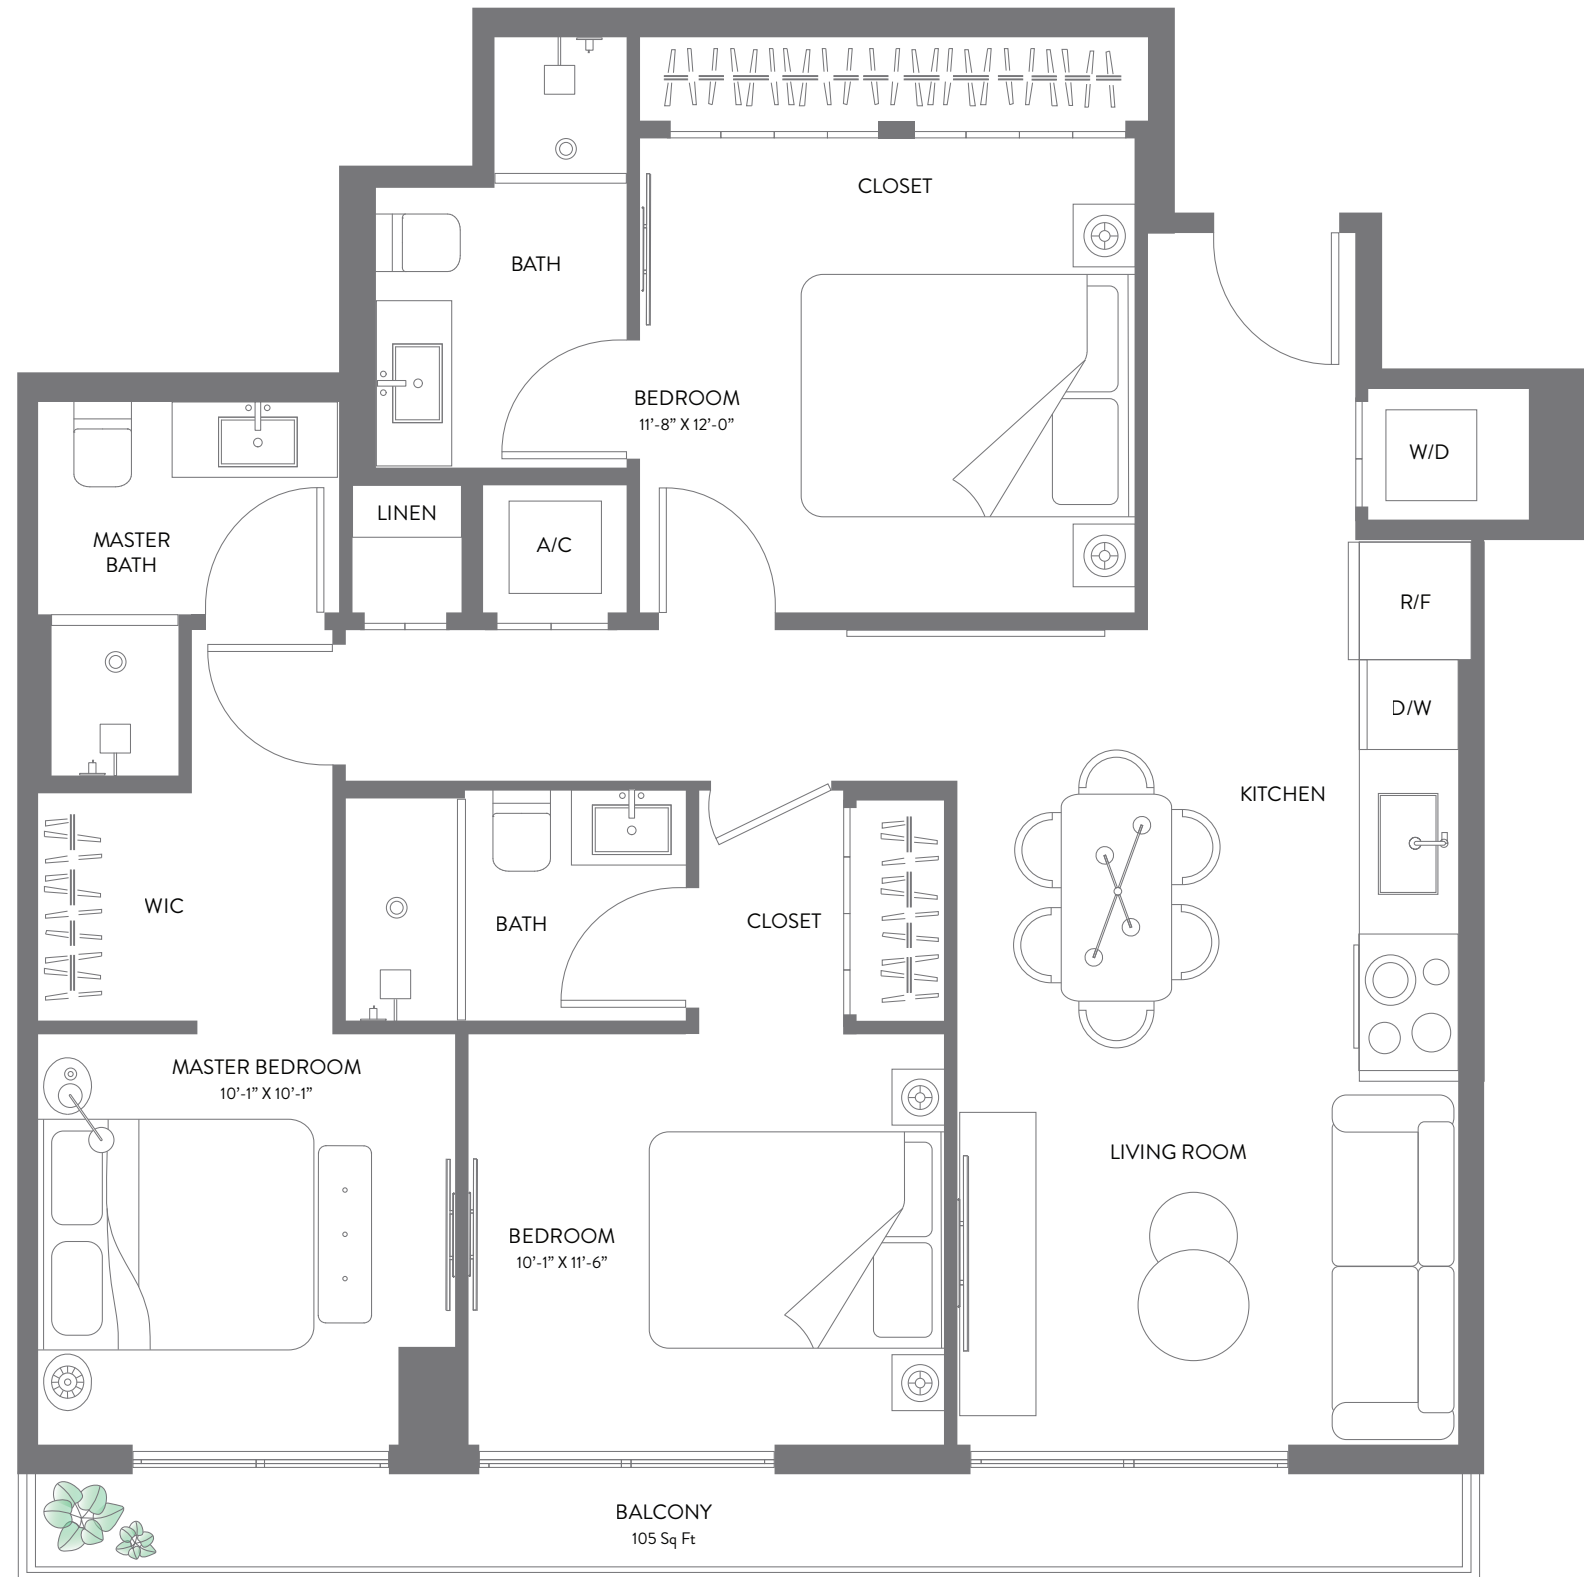 CLOSET
BATH
BEDROOM
11'-8" X 12'-0"
W/D
LINEN
A/C
MASTER
BATH
R/F
D/W
KITCHEN
WIC
BATH
CLOSET
MASTER BEDROOM
10'-1" X 10'-1"
LIVING ROOM
BEDROOM
10'-1" X 11'-6"
BALCONY
105 Sq Ft